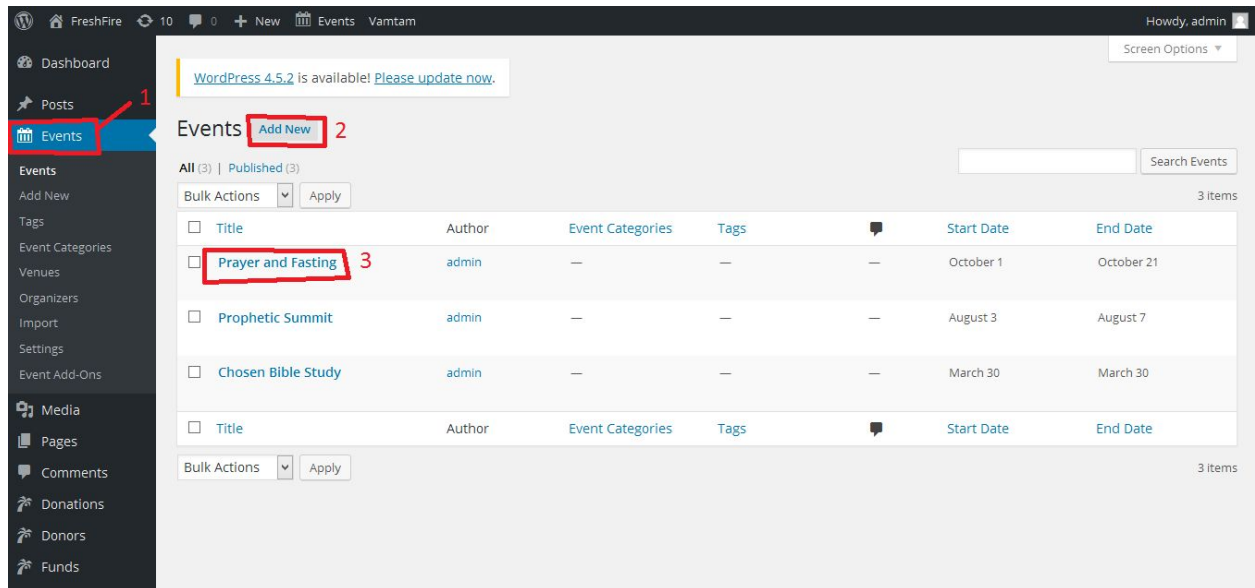 FreshFire 10 0 + New Events Vamtam Howdy, admin
Screen Options ▼
Dashboard
Posts
1
Events
Events
Add New
Tags
Event Categories
Venues
Organizers
Import
Settings
Event Add-Ons
Media
Pages
Comments
Donations
Donors
Funds
WordPress 4.5.2 is available! Please update now.
Events Add New 2
All (3) | Published (3)
Search Events
Bulk Actions Apply 3 items
Title Author Event Categories Tags Start Date End Date
Prayer and Fasting 3 admin — — — October 1 October 21
Prophetic Summit admin — — — August 3 August 7
Chosen Bible Study admin — — — March 30 March 30
Title Author Event Categories Tags Start Date End Date
Bulk Actions Apply 3 items